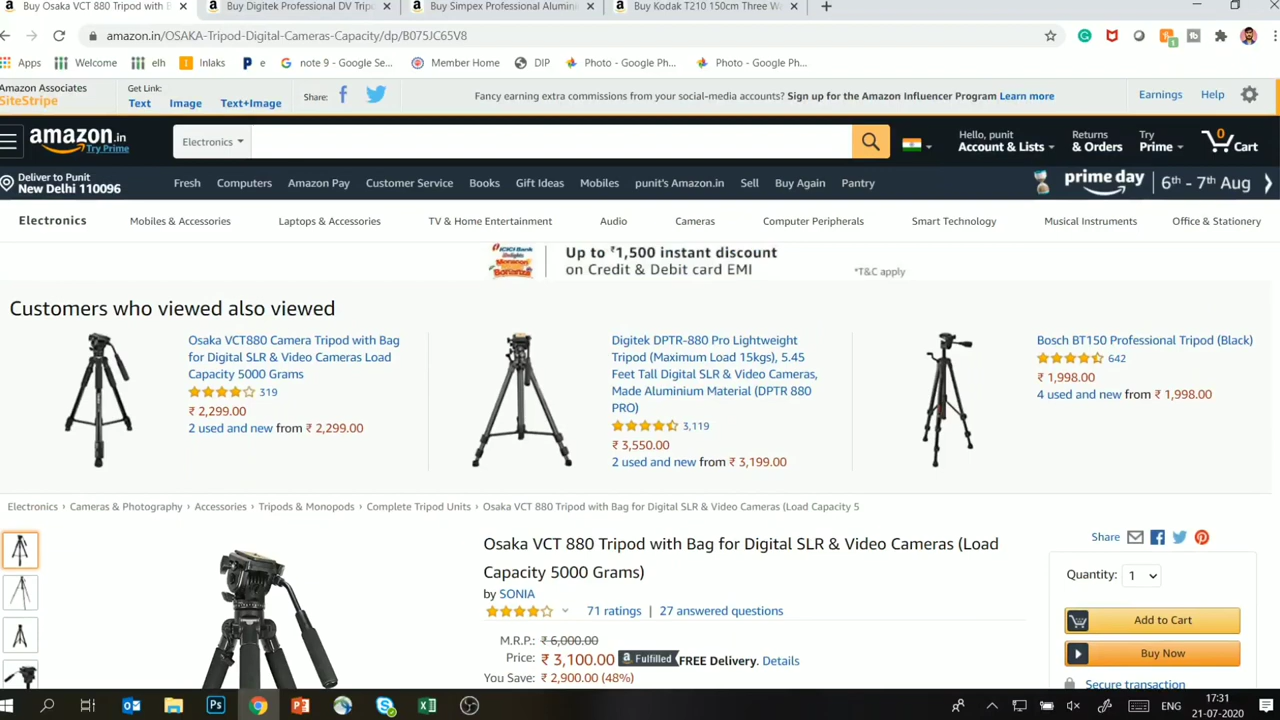 Buy Osaka VCT 880 Tripod with B
Buy Digitek Professional DV Trip
Buy Simpex Professional Alumini
Buy Kodak T210 150cm Three Wa
amazon.in/OSAKA-Tripod-Digital-Cameras-Capacity/dp/B075JC65V8
Apps
Welcome
elh
Inlaks
e
note 9 - Google Se...
Member Home
DIP
Photo - Google Ph...
Photo - Google Ph...
Amazon Associates
SiteStripe
Get Link:
Text Image Text+Image
Share:
Fancy earning extra commissions from your social-media accounts? Sign up for the Amazon Influencer Program Learn more
Earnings Help
amazon.in
Try Prime
Electronics
Hello, punit
Account & Lists
Returns
& Orders
Try
Prime
0
Cart
Deliver to Punit
New Delhi 110096
Fresh Computers Amazon Pay Customer Service Books Gift Ideas Mobiles punit's Amazon.in Sell Buy Again Pantry
prime day 6th - 7th Aug
Electronics Mobiles & Accessories Laptops & Accessories TV & Home Entertainment Audio Cameras Computer Peripherals Smart Technology Musical Instruments Office & Stationery
ICICI Bank
Bonanza
Up to ₹1,500 instant discount
on Credit & Debit card EMI
*T&C apply
Customers who viewed also viewed
Osaka VCT880 Camera Tripod with Bag
for Digital SLR & Video Cameras Load
Capacity 5000 Grams
319
₹ 2,299.00
2 used and new from ₹ 2,299.00
Digitek DPTR-880 Pro Lightweight
Tripod (Maximum Load 15kgs), 5.45
Feet Tall Digital SLR & Video Cameras,
Made Aluminium Material (DPTR 880
PRO)
3,119
₹ 3,550.00
2 used and new from ₹ 3,199.00
Bosch BT150 Professional Tripod (Black)
642
₹ 1,998.00
4 used and new from ₹ 1,998.00
Electronics › Cameras & Photography › Accessories › Tripods & Monopods › Complete Tripod Units › Osaka VCT 880 Tripod with Bag for Digital SLR & Video Cameras (Load Capacity 5
Osaka VCT 880 Tripod with Bag for Digital SLR & Video Cameras (Load
Capacity 5000 Grams)
by SONIA
71 ratings | 27 answered questions
M.R.P.: ₹ 6,000.00
Price: ₹ 3,100.00 Fulfilled FREE Delivery. Details
You Save: ₹ 2,900.00 (48%)
Share
Quantity: 1
Add to Cart
Buy Now
Secure transaction
ENG
17:31
21-07-2020